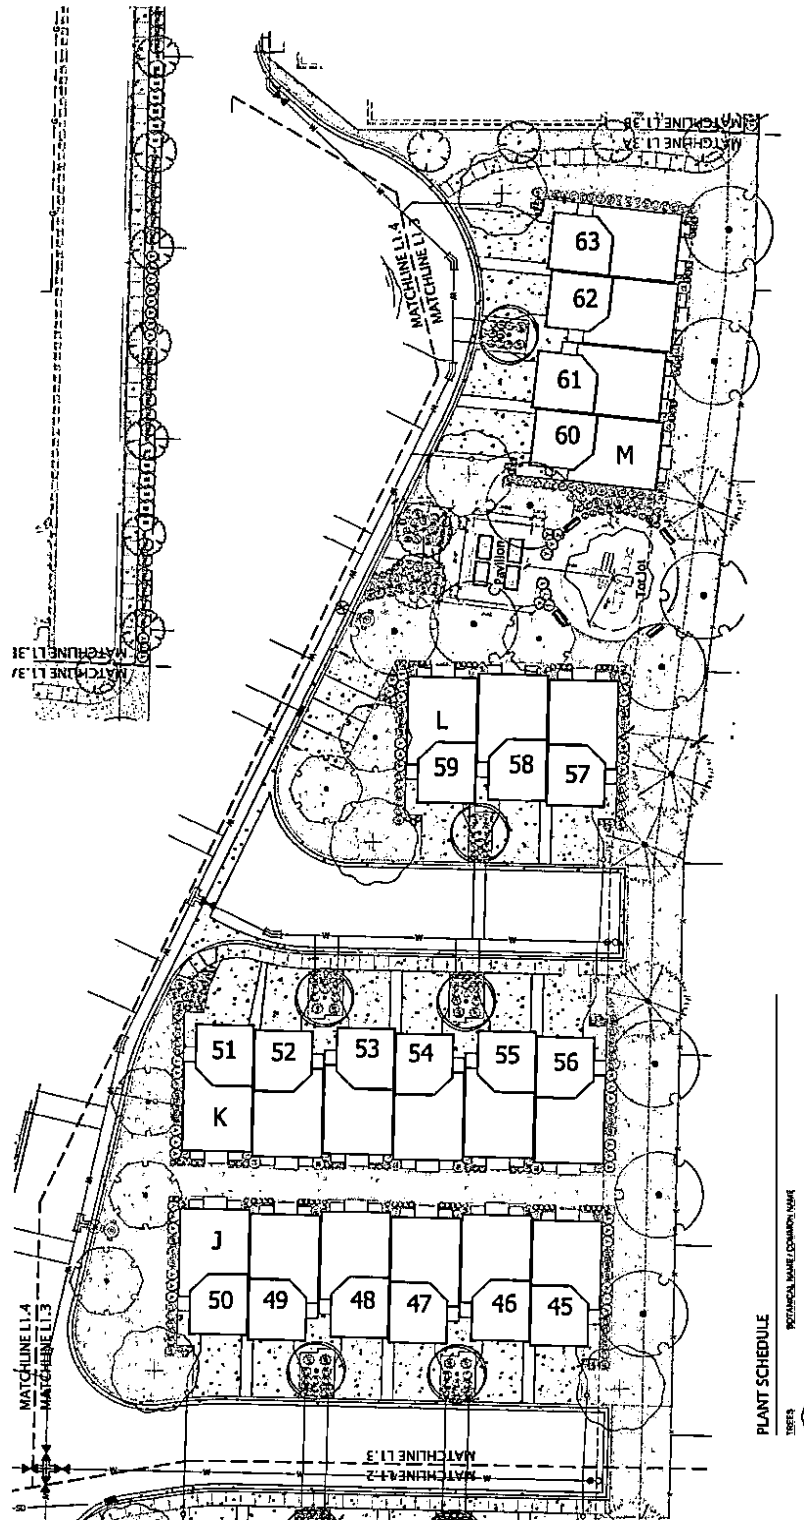 MATCHLINE L1.3B
MATCHLINE L1.3A
MATCHLINE L1.4
MATCHLINE L1.3
63
62
61
60
M
Pavilion
Tot lot
MATCHLINE L1.3B
MATCHLINE L1.3A
L
59
58
57
W
W
W
51
52
53
54
55
56
K
J
50
49
48
47
46
45
MATCHLINE L1.4
MATCHLINE L1.3
MATCHLINE L1.3
MATCHLINE L1.2
W
W
W
W
PLANT SCHEDULE
TREES
BOTANICAL NAME / COMMON NAME